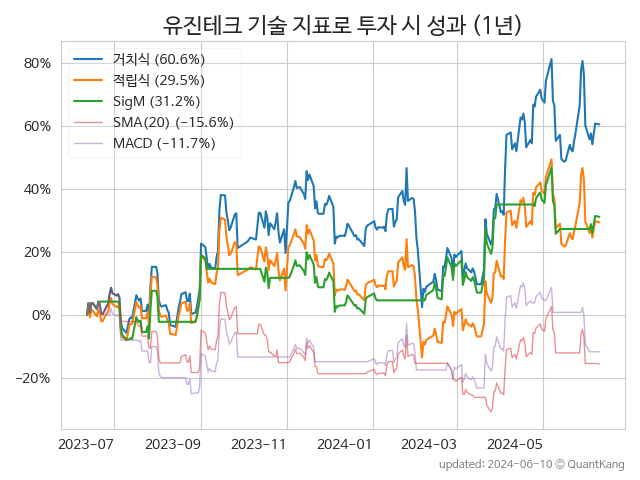 유진테크 기술 지표로 투자 시 성과 (1년)
거치식 (60.6%)
적립식 (29.5%)
SigM (31.2%)
SMA(20) (−15.6%)
MACD (−11.7%)
80%
60%
40%
20%
0%
−20%
2023-07 2023-09 2023-11 2024-01 2024-03 2024-05
updated: 2024-06-10 © QuantKang